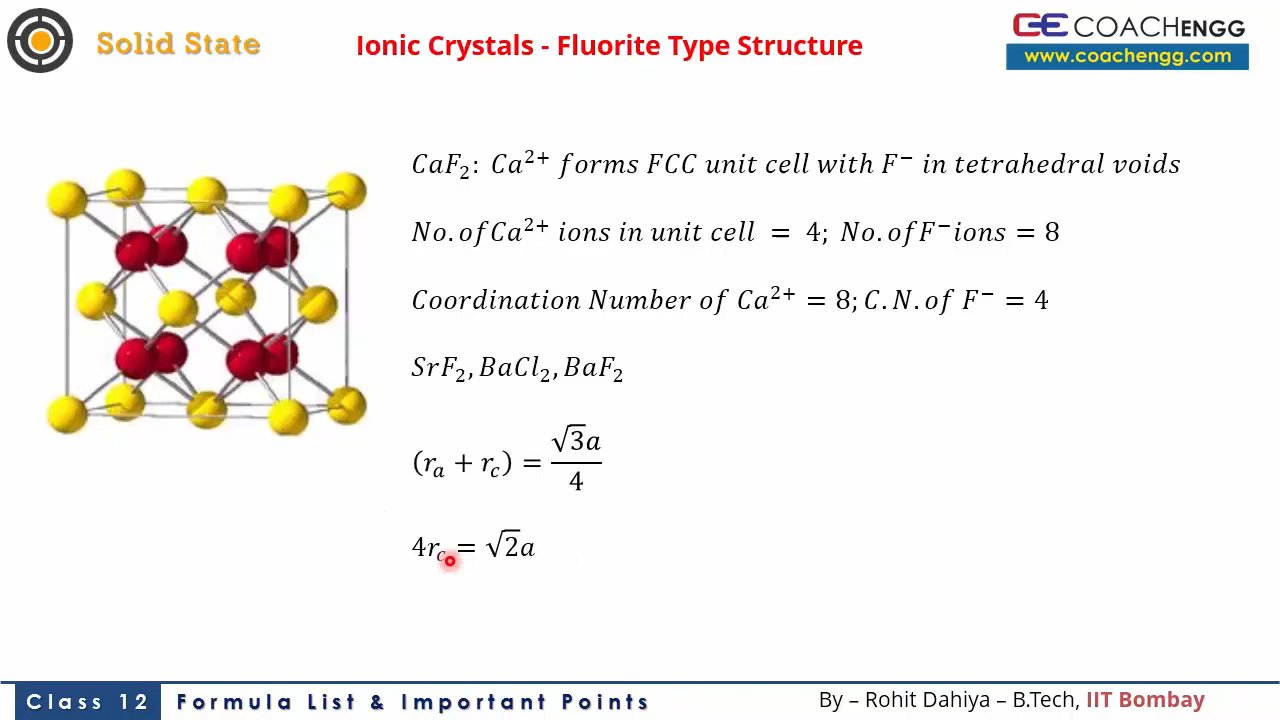 Solid State
Ionic Crystals - Fluorite Type Structure
CE COACHENGG
www.coachengg.com
CaF₂: Ca²⁺ forms FCC unit cell with F⁻ in tetrahedral voids
No. of Ca²⁺ ions in unit cell = 4; No. of F⁻ ions = 8
Coordination Number of Ca²⁺ = 8; C. N. of F⁻ = 4
SrF₂, BaCl₂, BaF₂
(rₐ + r_c) = √3a/4
4r_c = √2a
Class 12 Formula List & Important Points By – Rohit Dahiya – B.Tech, IIT Bombay